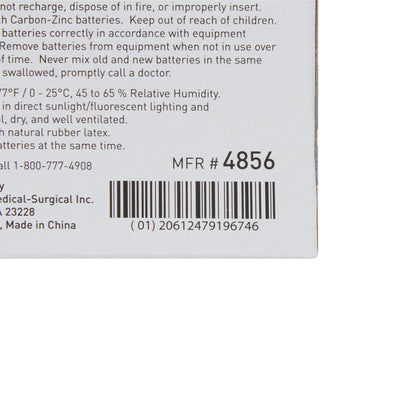 not recharge, dispose of in fire, or improperly insert.
th Carbon-Zinc batteries. Keep out of reach of children.
batteries correctly in accordance with equipment
Remove batteries from equipment when not in use over
of time. Never mix old and new batteries in the same
swallowed, promptly call a doctor.
77°F / 0 - 25°C, 45 to 65 % Relative Humidity.
in direct sunlight/fluorescent lighting and
l, dry, and well ventilated.
h natural rubber latex.
atteries at the same time.
all 1-800-777-4908
MFR # 4856
y
edical-Surgical Inc.
A 23228
, Made in China
(01) 20612479196746